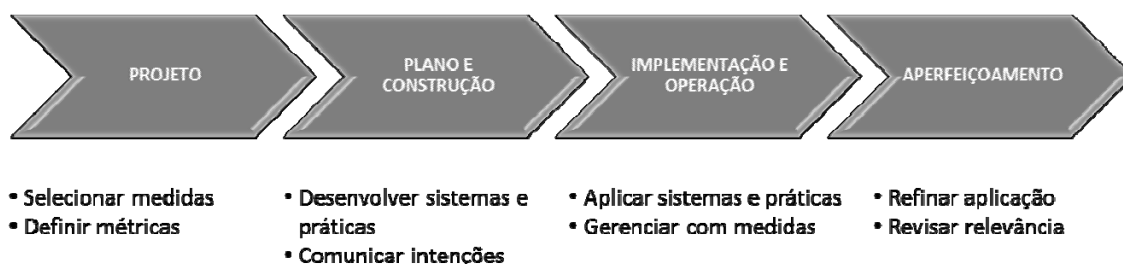 PROJETO
PLANO E
CONSTRUÇÃO
IMPLEMENTAÇÃO E
OPERAÇÃO
APERFEIÇOAMENTO
• Selecionar medidas
• Definir métricas
• Desenvolver sistemas e
práticas
• Comunicar intenções
• Aplicar sistemas e práticas
• Gerenciar com medidas
• Refinar aplicação
• Revisar relevância